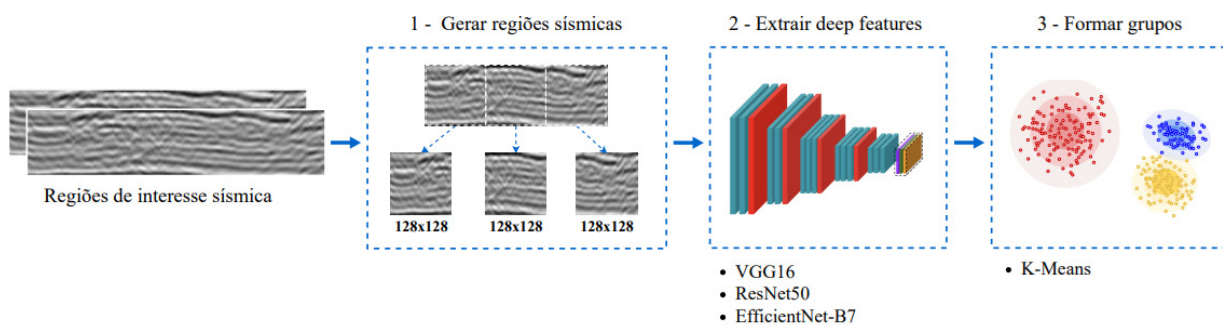 1 - Gerar regiões sísmicas
2 - Extrair deep features
3 - Formar grupos
Regiões de interesse sísmica
128x128
128x128
128x128
• VGG16
• ResNet50
• EfficientNet-B7
• K-Means